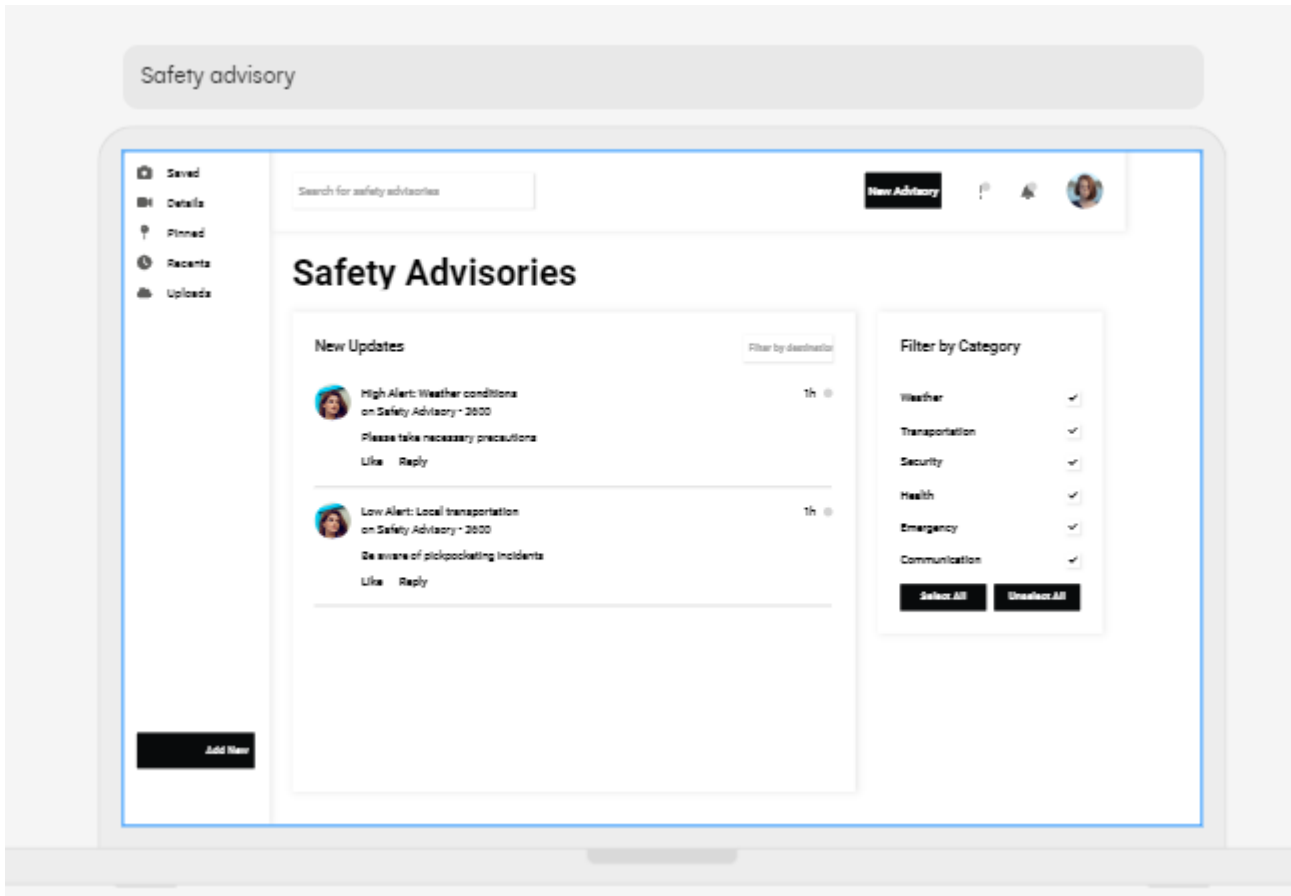 Safety advisory
Saved
Details
Pinned
Recents
Uploads
Add New
Search for safety advisories
New Advisory
Safety Advisories
New Updates
Filter by destinatio
High Alert: Weather conditions
1h
on Safety Advisory • 2600
Please take necessary precautions
Like Reply
Low Alert: Local transportation
1h
on Safety Advisory • 2600
Be aware of pickpocketing incidents
Like Reply
Filter by Category
Weather
Transportation
Security
Health
Emergency
Communication
Select All
Unselect All